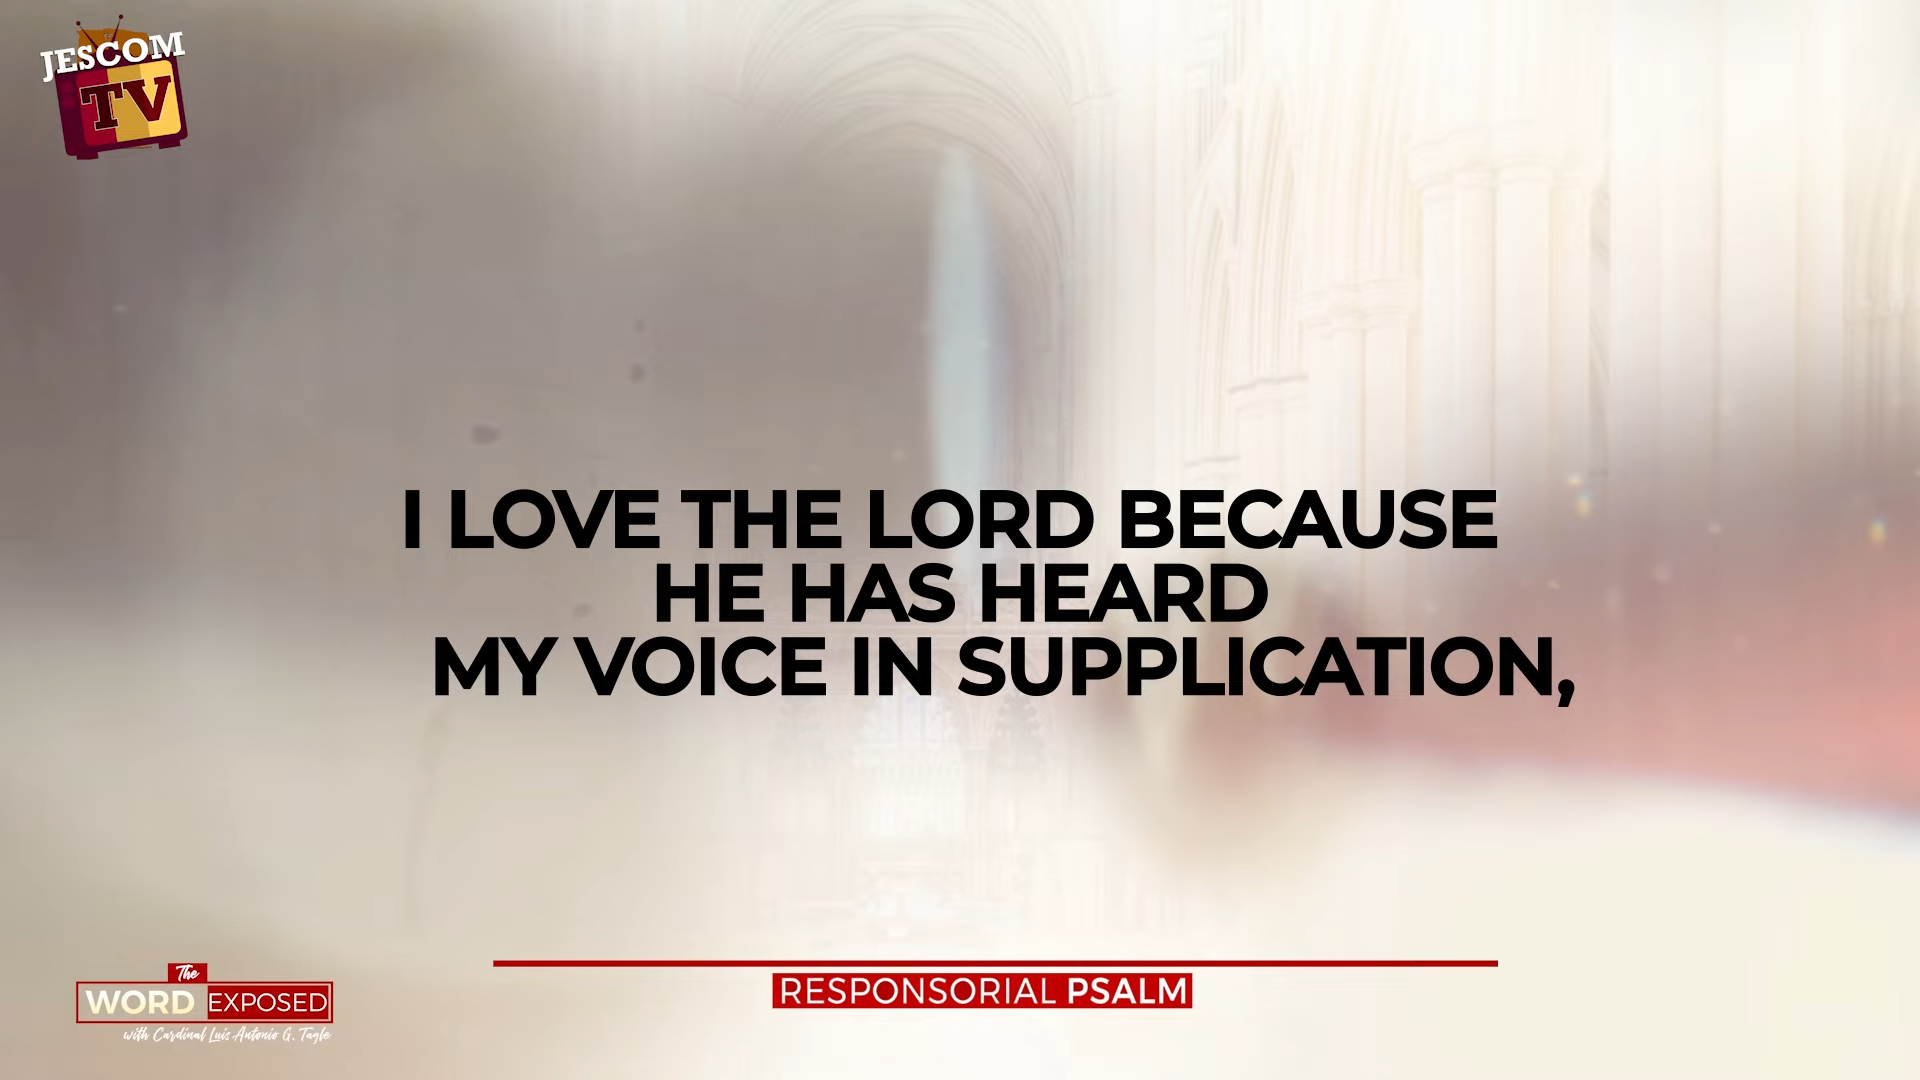 JESCOM
TV
I LOVE THE LORD BECAUSE
HE HAS HEARD
MY VOICE IN SUPPLICATION,
The
WORD EXPOSED
with Cardinal Luis Antonio G. Tagle
RESPONSORIAL PSALM